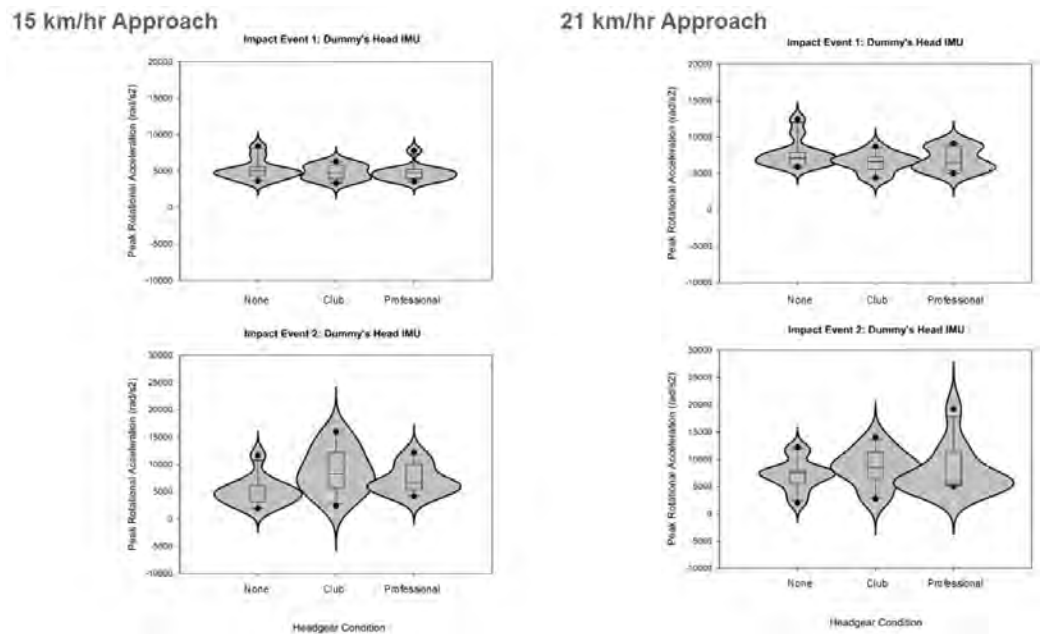 15 km/hr Approach
21 km/hr Approach
Impact Event 1: Dummy's Head IMU
Peak Rotational Acceleration (rad/s2)
20000
15000
10000
5000
0
-5000
-10000
None
Club
Professional
Impact Event 1: Dummy's Head IMU
Peak Rotational Acceleration (rad/s2)
20000
15000
10000
5000
0
-5000
-10000
None
Club
Professional
Impact Event 2: Dummy's Head IMU
Peak Rotational Acceleration (rad/s2)
30000
25000
20000
15000
10000
5000
0
-5000
-10000
None
Club
Professional
Headgear Condition
Impact Event 2: Dummy's Head IMU
Peak Rotational Acceleration (rad/s2)
30000
25000
20000
15000
10000
5000
0
-5000
-10000
None
Club
Professional
Headgear Condition